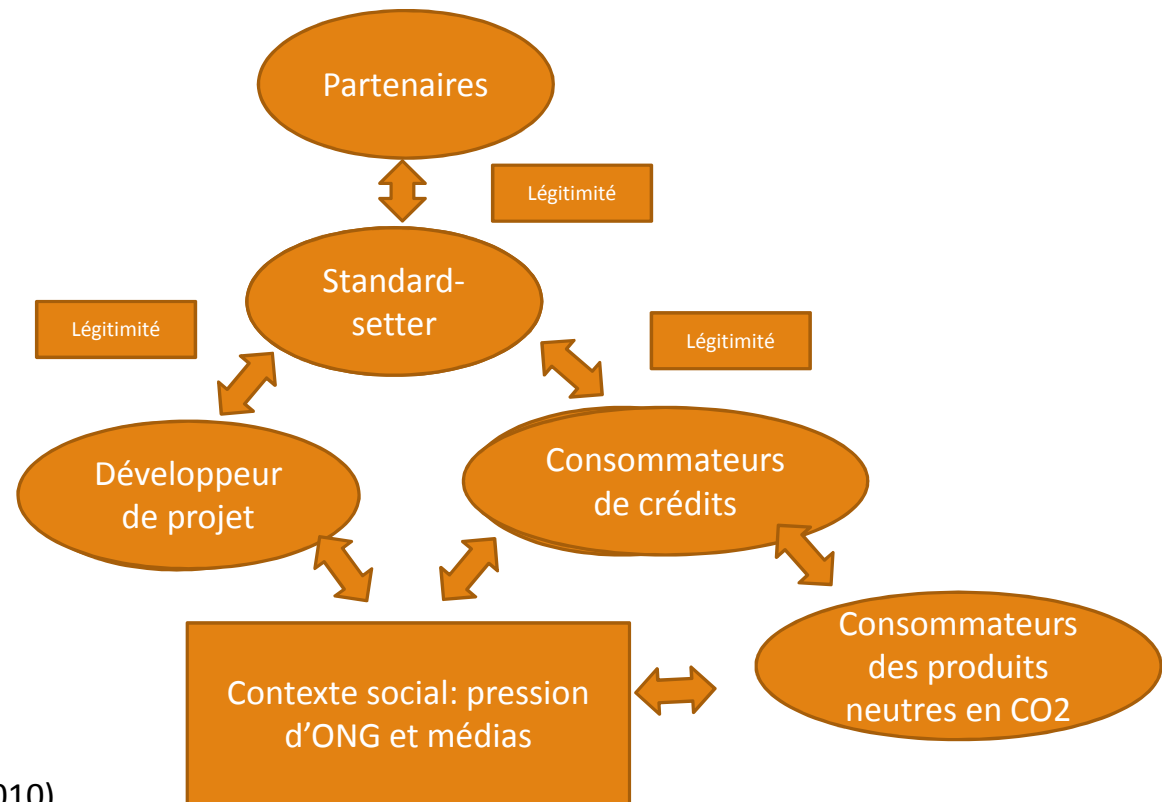 Partenaires
Légitimité
Standard-
setter
Légitimité
Légitimité
Développeur
de projet
Consommateurs
de crédits
Contexte social: pression
d'ONG et médias
Consommateurs
des produits
neutres en CO2
010)